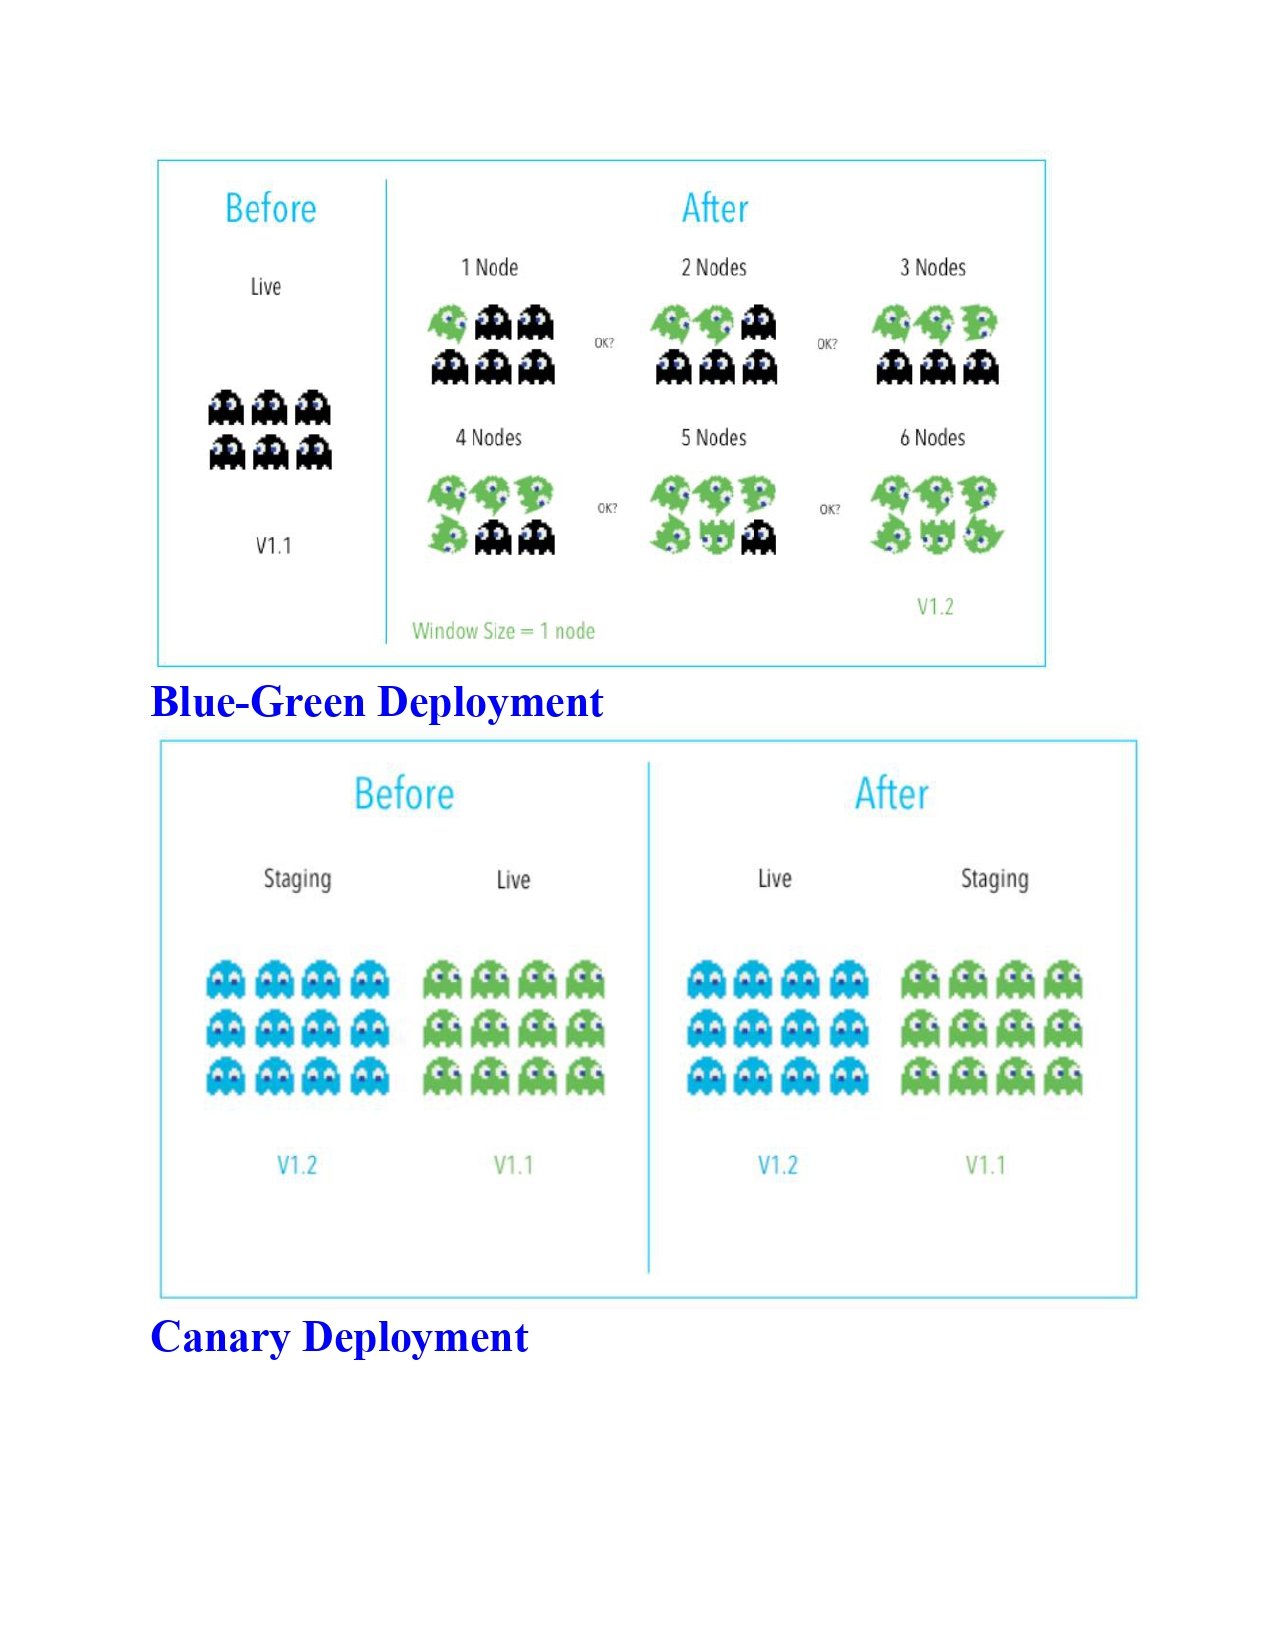 Before
After
Live
1 Node
2 Nodes
3 Nodes
OK?
OK?
4 Nodes
5 Nodes
6 Nodes
OK?
OK?
V1.1
V1.2
Window Size = 1 node
Blue-Green Deployment
Before
After
Staging
Live
Live
Staging
V1.2
V1.1
V1.2
V1.1
Canary Deployment